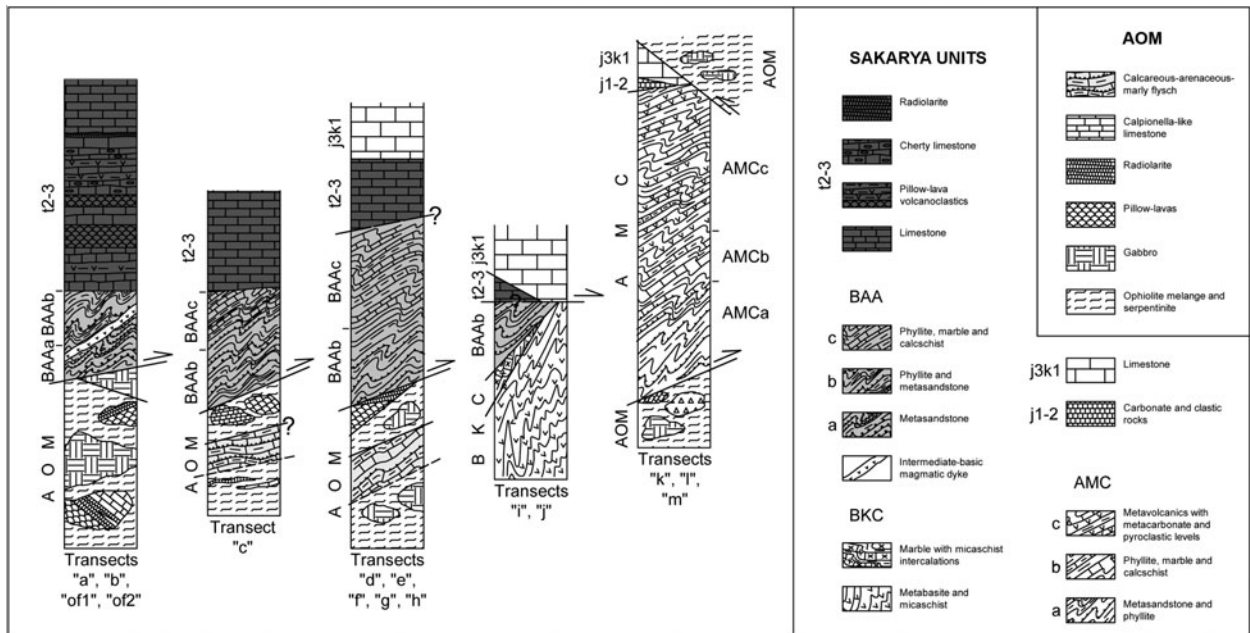 t2-3
BAAb
BAAa
A O M
Transects
"a", "b",
"of1", "of2"
t2-3
BAAc
BAAb
A O M
?
Transect
"c"
j3k1
t2-3
?
BAAc
BAAb
A O M
Transects
"d", "e",
"f", "g", "h"
j3k1
t2-3
?
BAAb
B K C
Transects
"i", "j"
j3k1
j1-2
AOM
A M C
AMCc
AMCb
AMCa
AOM
Transects
"k", "l",
"m"
SAKARYA UNITS
t2-3
Radiolarite
Cherty limestone
Pillow-lava
volcanoclastics
Limestone
BAA
c
Phyllite, marble and
calcschist
b
Phyllite and
metasandstone
a
Metasandstone
Intermediate-basic
magmatic dyke
BKC
Marble with micaschist
intercalations
Metabasite and
micaschist
AOM
Calcareous-arenaceous-
marly flysch
Calpionella-like
limestone
Radiolarite
Pillow-lavas
Gabbro
Ophiolite melange and
serpentinite
j3k1
Limestone
j1-2
Carbonate and clastic
rocks
AMC
c
Metavolcanics with
metacarbonate and
pyroclastic levels
b
Phyllite, marble and
calcschist
a
Metasandstone and
phyllite